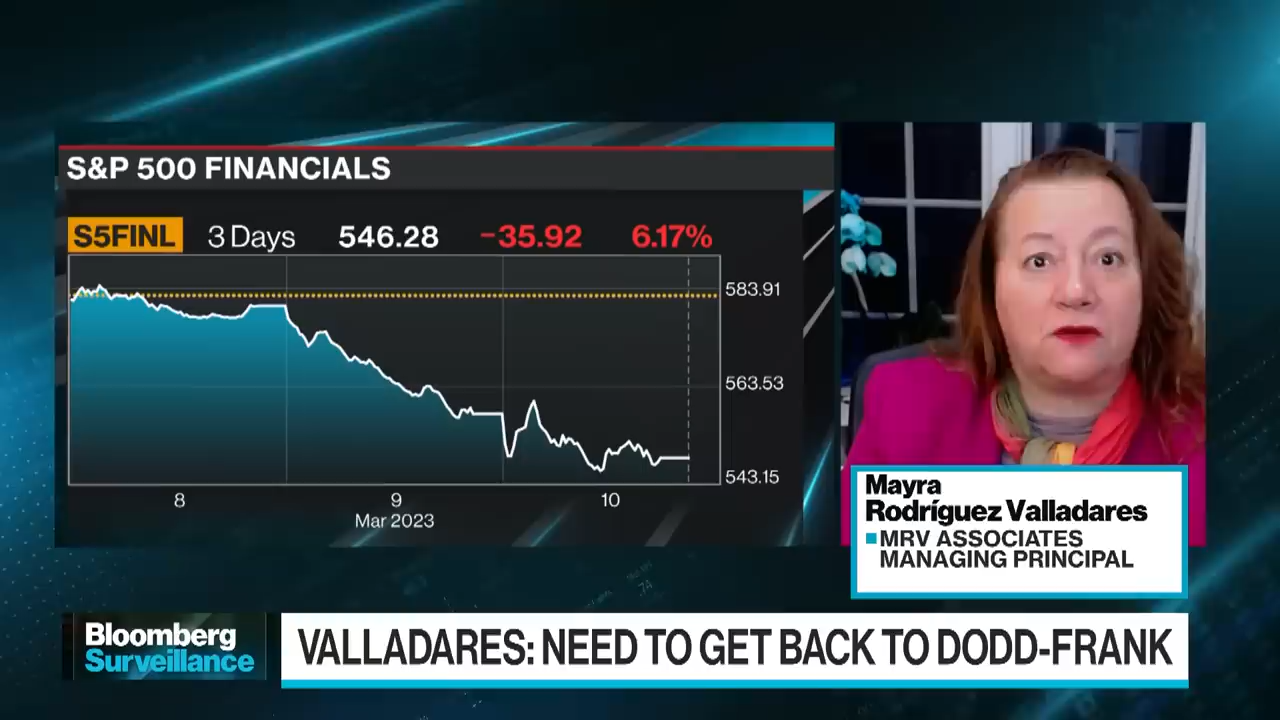 S&P 500 FINANCIALS
S5FINL 3 Days 546.28 -35.92 6.17%
583.91
563.53
543.15
8 9 10
Mar 2023
Mayra
Rodríguez Valladares
MRV ASSOCIATES
MANAGING PRINCIPAL
Bloomberg
Surveillance
VALLADARES: NEED TO GET BACK TO DODD-FRANK